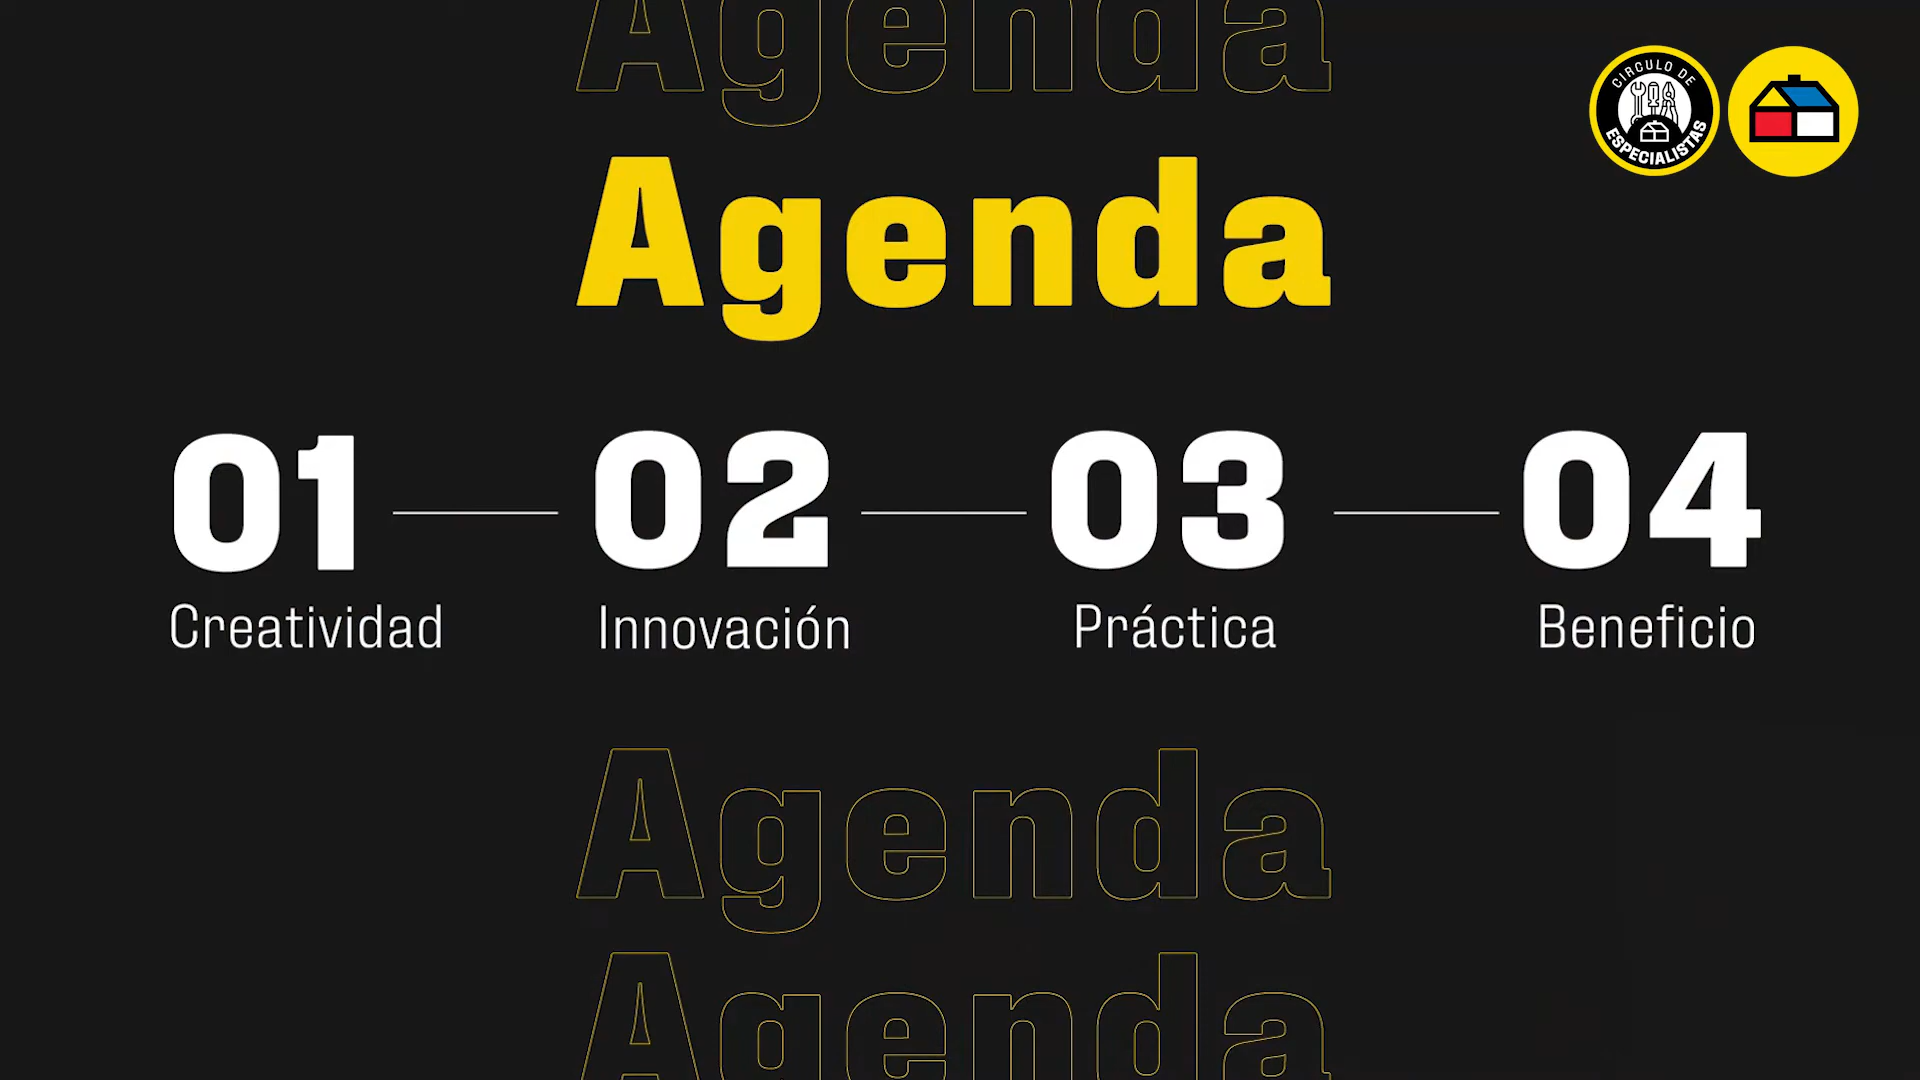 Agenda
CIRCULO DE
ESPECIALISTAS
Agenda
01
02
03
04
Creatividad
Innovación
Práctica
Beneficio
Agenda
Agenda